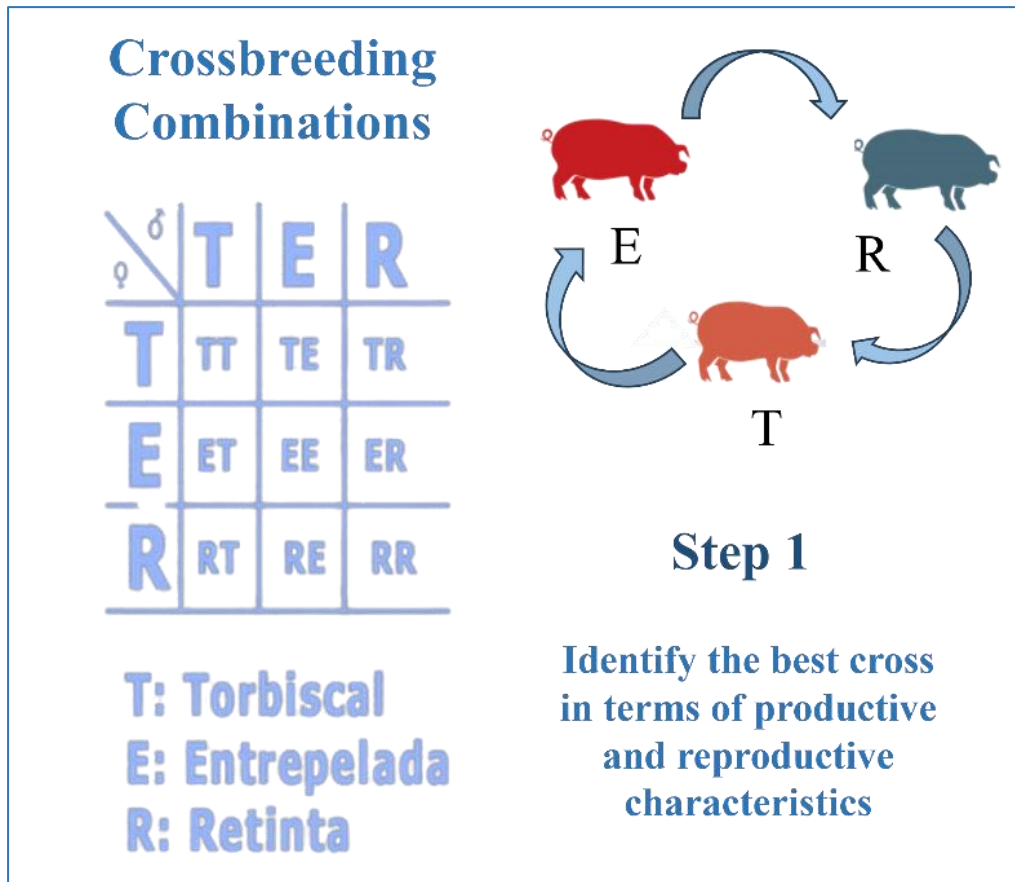 Crossbreeding
Combinations
♂
♀
T E R
T TT TE TR
E ET EE ER
R RT RE RR
T: Torbiscal
E: Entrepelada
R: Retinta
E
R
T
Step 1
Identify the best cross
in terms of productive
and reproductive
characteristics